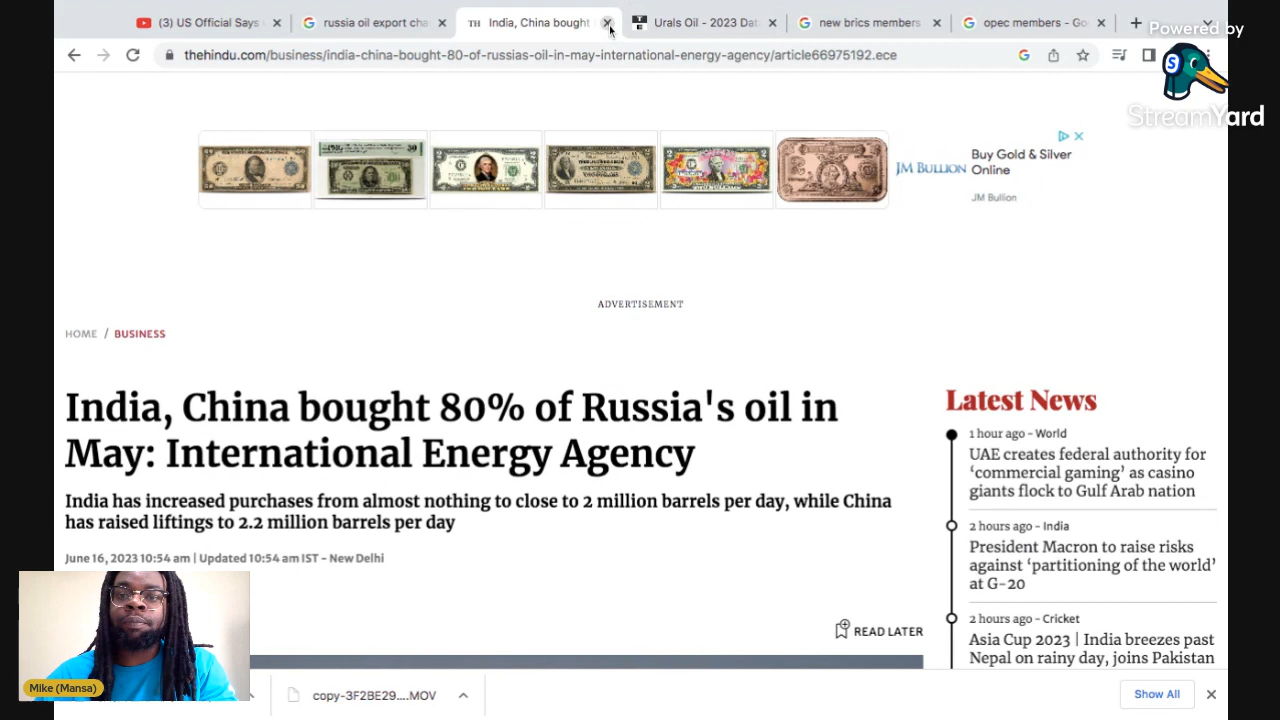 (3) US Official Says
russia oil export cha
TH India, China bought
Urals Oil - 2023 Dat
new brics members
opec members - Go
Powered by
StreamYard
thehindu.com/business/india-china-bought-80-of-russias-oil-in-may-international-energy-agency/article66975192.ece
JM BULLION
Buy Gold & Silver
Online
JM Bullion
ADVERTISEMENT
HOME / BUSINESS
India, China bought 80% of Russia's oil in
May: International Energy Agency
India has increased purchases from almost nothing to close to 2 million barrels per day, while China
has raised liftings to 2.2 million barrels per day
June 16, 2023 10:54 am | Updated 10:54 am IST - New Delhi
READ LATER
Latest News
1 hour ago - World
UAE creates federal authority for
‘commercial gaming’ as casino
giants flock to Gulf Arab nation
2 hours ago - India
President Macron to raise risks
against ‘partitioning of the world’
at G-20
2 hours ago - Cricket
Asia Cup 2023 | India breezes past
Nepal on rainy day, joins Pakistan
Mike (Mansa)
copy-3F2BE29....MOV
Show All